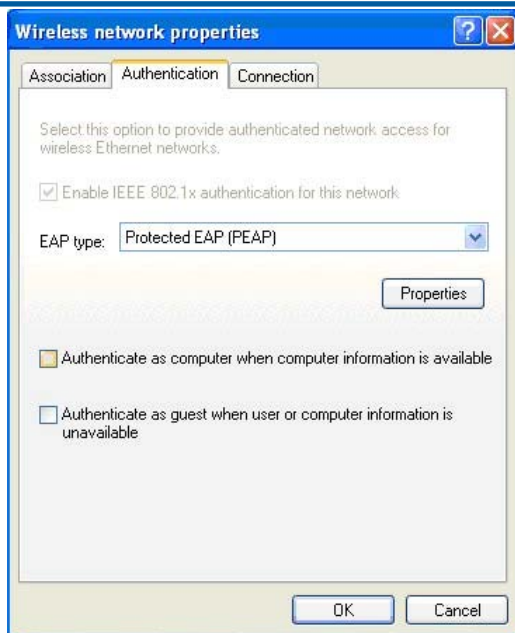 Wireless network properties
Association Authentication Connection
Select this option to provide authenticated network access for
wireless Ethernet networks.
Enable IEEE 802.1x authentication for this network
EAP type: Protected EAP (PEAP)
Properties
Authenticate as computer when computer information is available
Authenticate as guest when user or computer information is
unavailable
OK Cancel